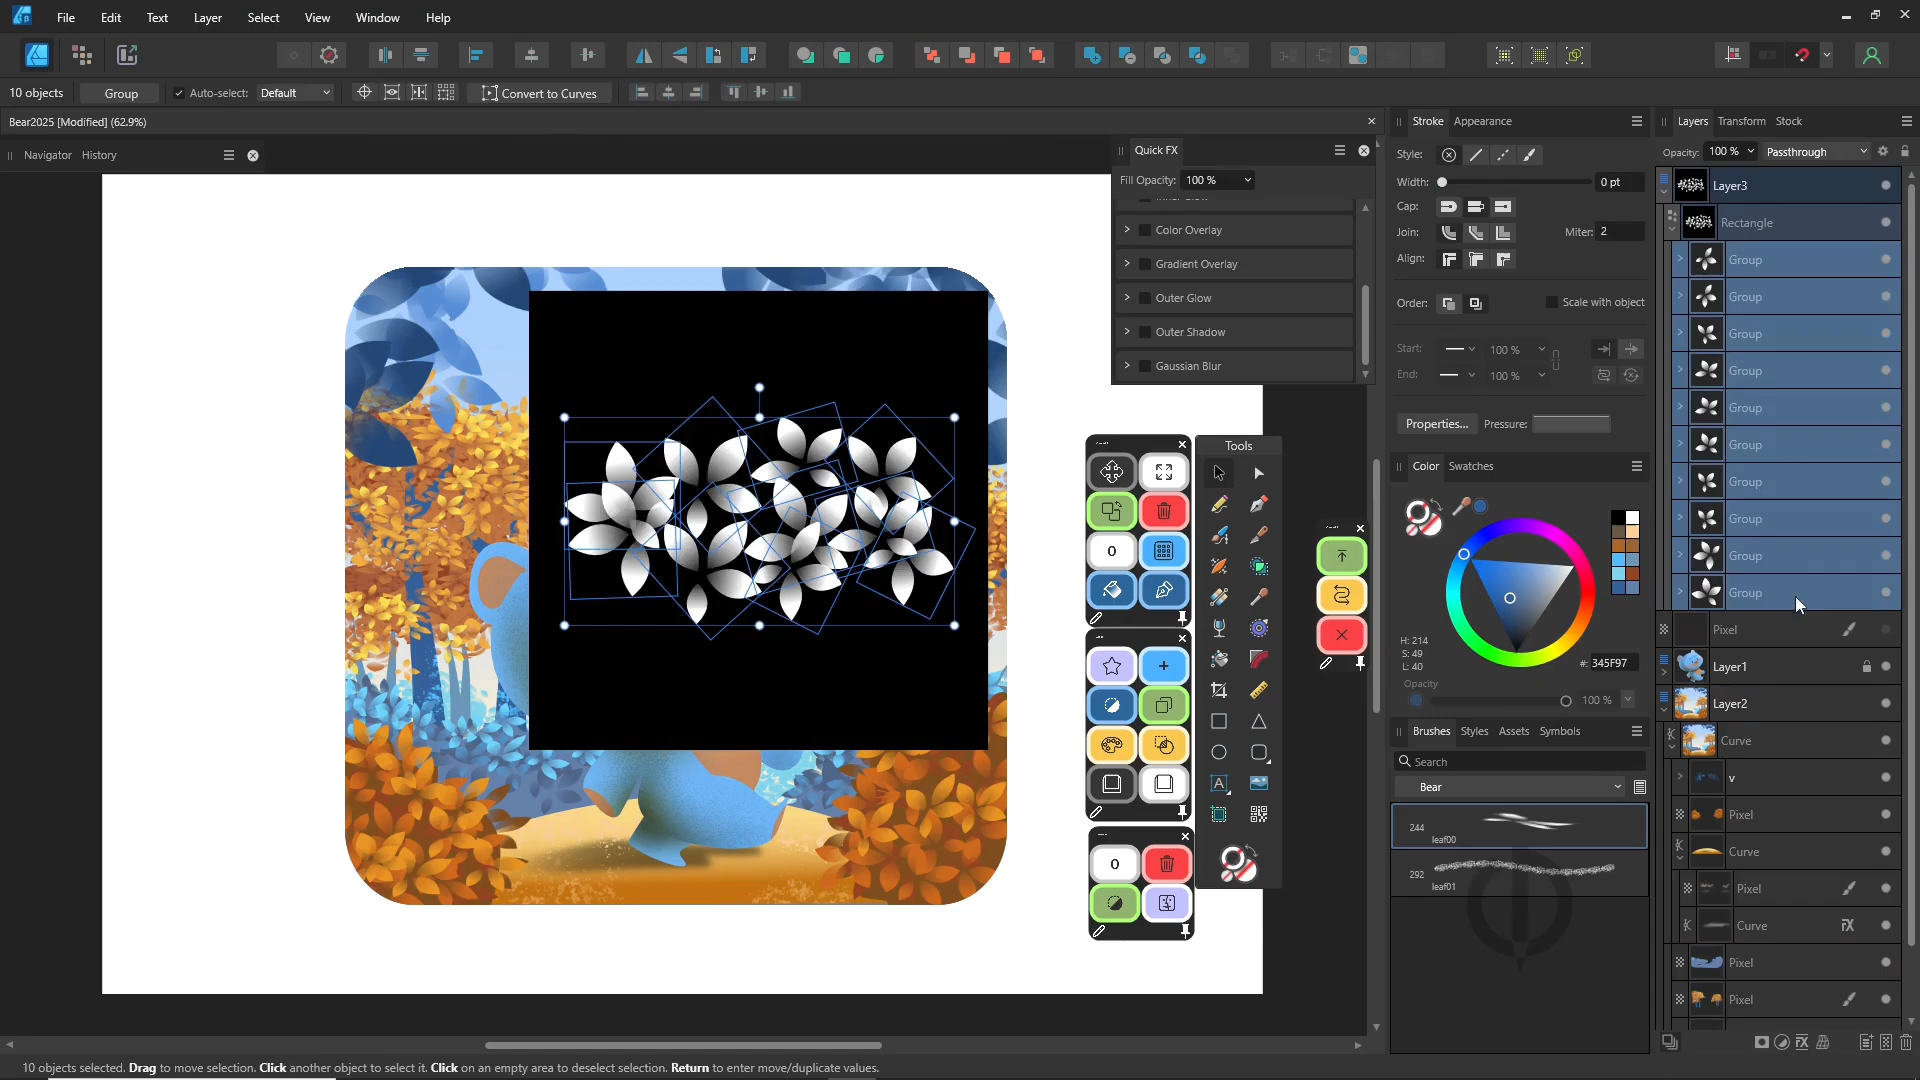 File Edit Text Layer Select View Window Help
10 objects Group Auto-select: Default Convert to Curves
Bear2025 [Modified] (62.9%)
Navigator History
Quick FX
Fill Opacity: 100 %
Color Overlay
Gradient Overlay
Outer Glow
Outer Shadow
Gaussian Blur
Tools
0
0
Stroke Appearance
Style:
Width: 0 pt
Cap:
Join: Miter: 2
Align:
Order: Scale with object
Start: 100 %
End: 100 %
Properties... Pressure:
Color Swatches
H: 214
S: 49
L: 40
#: 345F97
Opacity
100 %
Brushes Styles Assets Symbols
Search
Bear
244
leaf00
292
leaf01
Layers Transform Stock
Opacity: 100 % Passthrough
Layer3
Rectangle
Group
Group
Group
Group
Group
Group
Group
Group
Group
Group
Pixel
Layer1
Layer2
Curve
v
Pixel
Curve
Pixel
Curve
Pixel
Pixel
10 objects selected. Drag to move selection. Click another object to select it. Click on an empty area to deselect selection. Return to enter move/duplicate values.